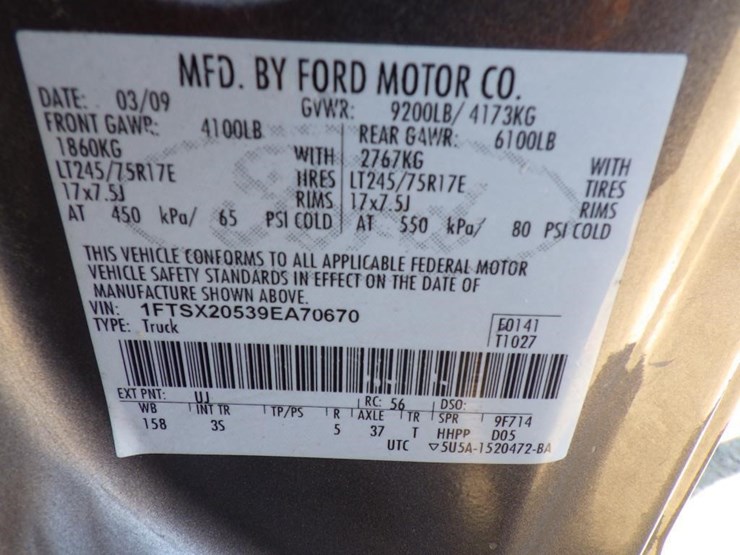 MFD. BY FORD MOTOR CO.
DATE: 03/09 GVWR: 9200LB/ 4173KG
FRONT GAWR: 4100LB REAR GAWR: 6100LB
1860KG WITH 2767KG WITH
LT245/75R17E TIRES LT245/75R17E TIRES
17x7.5J RIMS 17x7.5J RIMS
AT 450 kPa/ 65 PSI COLD AT 550 kPa/ 80 PSI COLD
THIS VEHICLE CONFORMS TO ALL APPLICABLE FEDERAL MOTOR
VEHICLE SAFETY STANDARDS IN EFFECT ON THE DATE OF
MANUFACTURE SHOWN ABOVE.
VIN: 1FTSX20539EA70670
TYPE: Truck
E0141
T1027
EXT PNT: UJ RC: 56 DSO:
WB INT TR TP/PS R AXLE TR SPR 9F714
158 3S 5 37 T HHPP D05
UTC ▽5U5A-1520472-BA